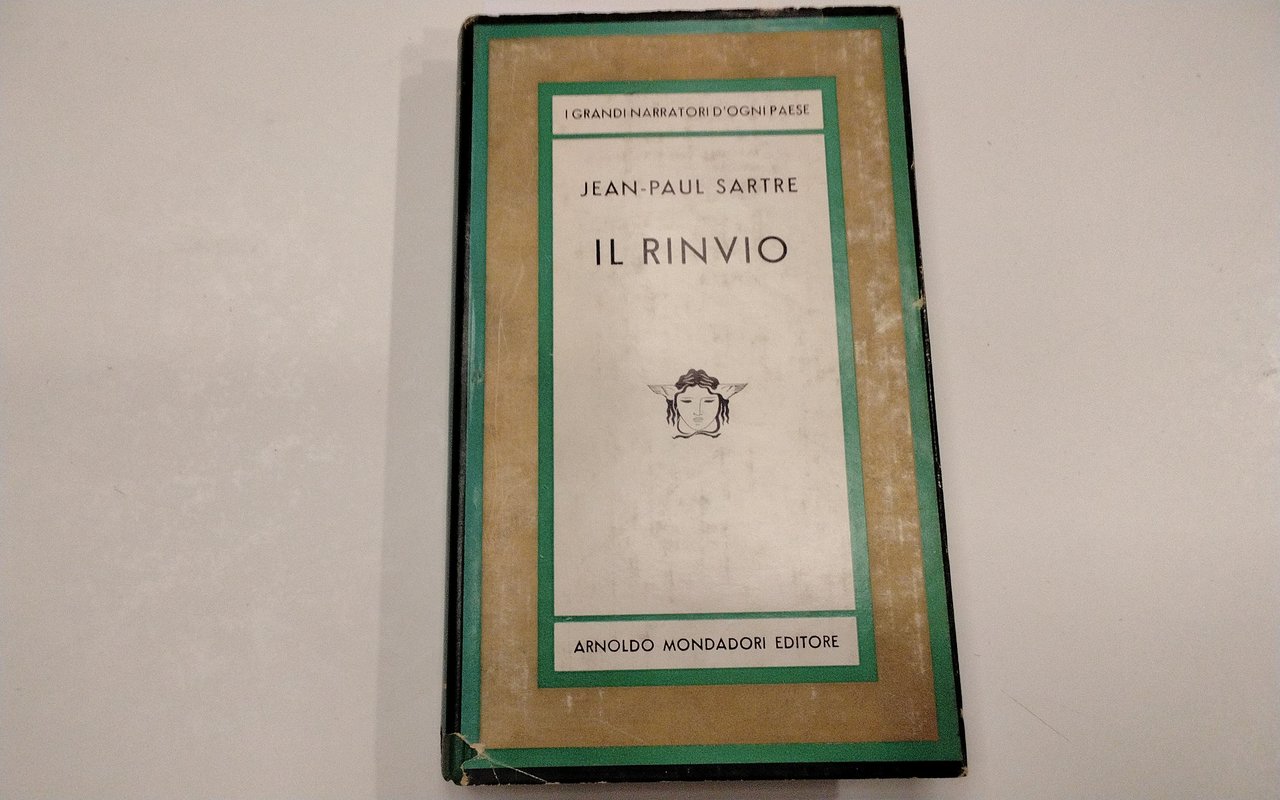 I GRANDI NARRATORI D'OGNI PAESE
JEAN-PAUL SARTRE
IL RINVIO
ARNOLDO MONDADORI EDITORE